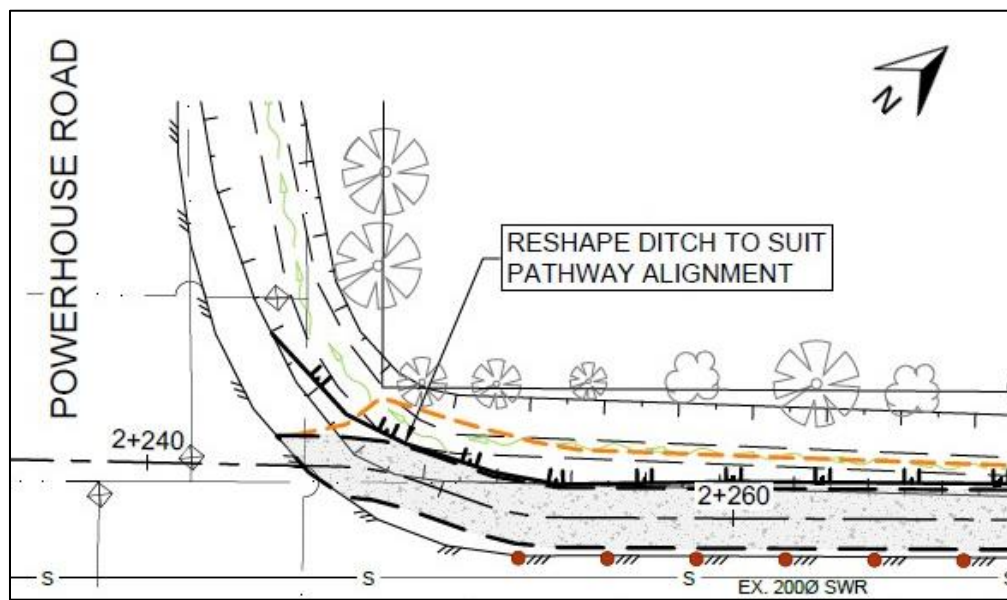 POWERHOUSE ROAD
N
RESHAPE DITCH TO SUIT
PATHWAY ALIGNMENT
2+240
2+260
S
S
S
EX. 200Ø SWR